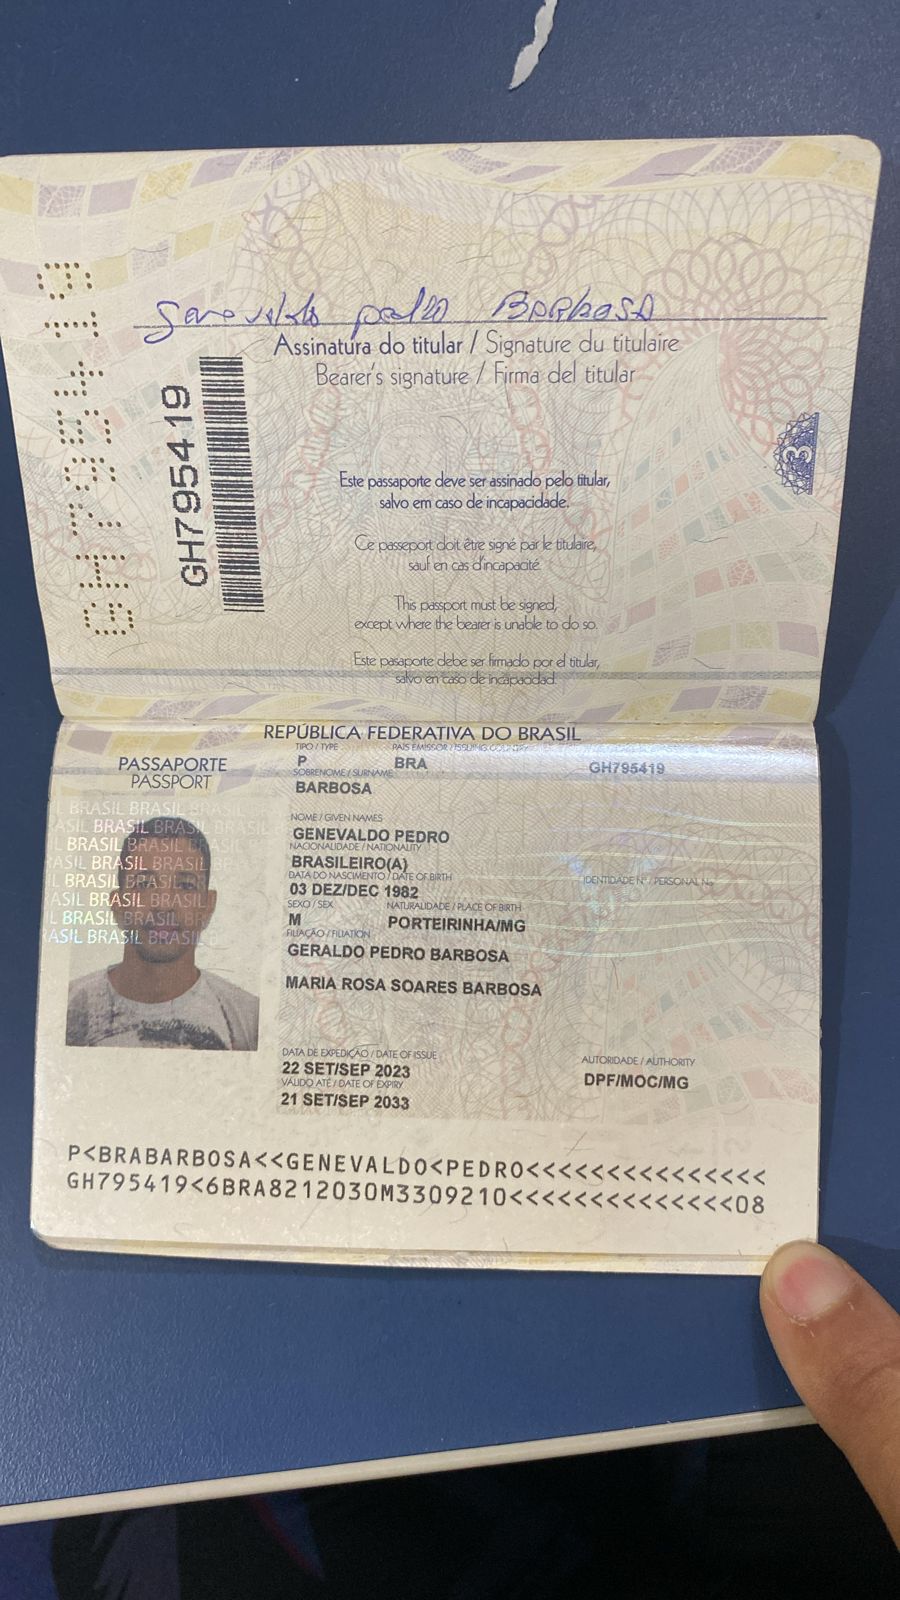 GH795419
Genevaldo pedro Barbosa
Assinatura do titular / Signature du titulaire
Bearer's signature / Firma del titular
GH795419
Este passaporte deve ser assinado pelo titular,
salvo em caso de incapacidade.
Ce passeport doit être signé par le titulaire,
sauf en cas d'incapacité.
This passport must be signed,
except where the bearer is unable to do so.
Este pasaporte debe ser firmado por el titular,
salvo en caso de incapacidad.
REPÚBLICA FEDERATIVA DO BRASIL
PASSAPORTE
PASSPORT
TIPO / TYPE PAÍS EMISSOR / ISSUING COUNTRY
P BRA GH795419
SOBRENOME / SURNAME
BARBOSA
NOME / GIVEN NAMES
GENEVALDO PEDRO
NACIONALIDADE / NATIONALITY
BRASILEIRO(A)
DATA DO NASCIMENTO / DATE OF BIRTH IDENTIDADE Nº / PERSONAL No.
03 DEZ/DEC 1982
SEXO / SEX NATURALIDADE / PLACE OF BIRTH
M PORTEIRINHA/MG
FILIAÇÃO / FILIATION
GERALDO PEDRO BARBOSA
MARIA ROSA SOARES BARBOSA
DATA DE EXPEDIÇÃO / DATE OF ISSUE AUTORIDADE / AUTHORITY
22 SET/SEP 2023 DPF/MOC/MG
VÁLIDO ATÉ / DATE OF EXPIRY
21 SET/SEP 2033
BRASIL BRASIL BRASIL
BRASIL BRASIL BRASIL
BRASIL BRASIL BRASIL
BRASIL BRASIL BRASIL
BRASIL BRASIL BRASIL
BRASIL BRASIL BRASIL
BRASIL BRASIL BRASIL
BRASIL BRASIL BRASIL
P<BRABARBOSA<<GENEVALDO<PEDRO<<<<<<<<<<<<<<<
GH795419<6BRA8212030M3309210<<<<<<<<<<<<<<08